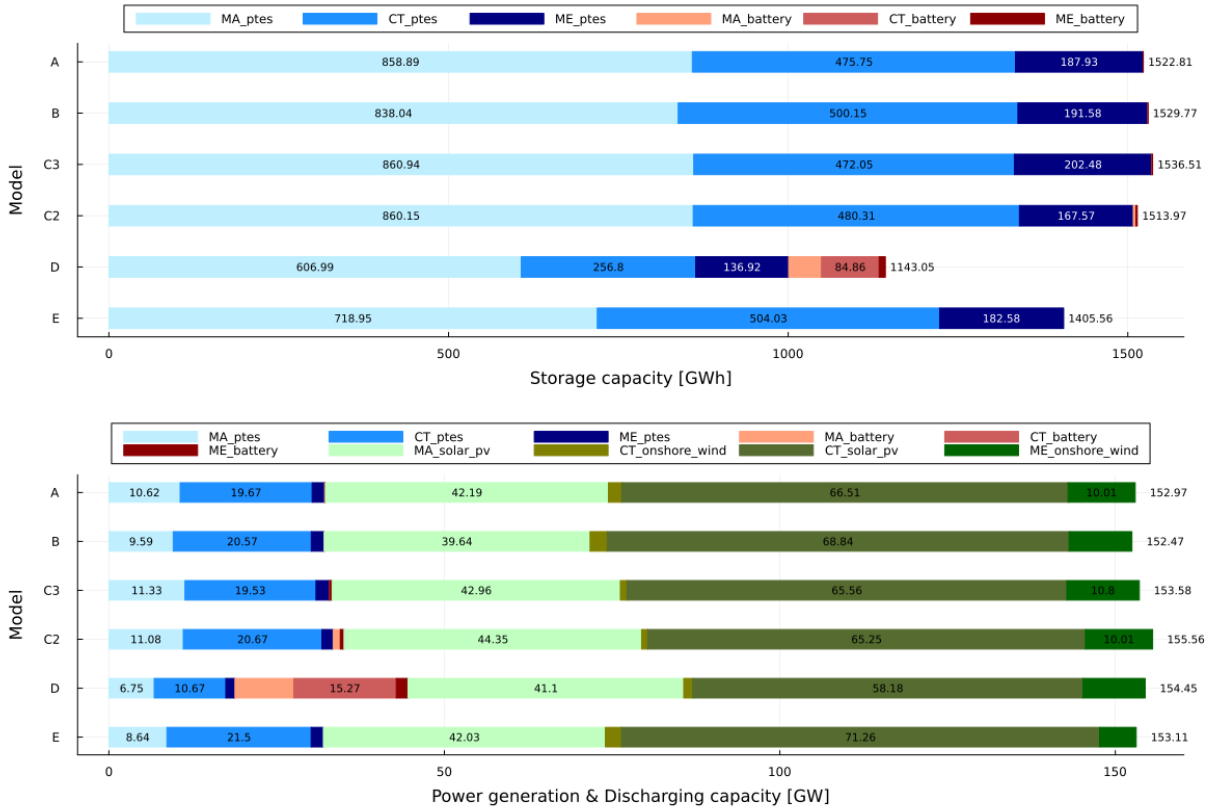 MA_ptes CT_ptes ME_ptes MA_battery CT_battery ME_battery
A 858.89 475.75 187.93 1522.81
B 838.04 500.15 191.58 1529.77
C3 860.94 472.05 202.48 1536.51
C2 860.15 480.31 167.57 1513.97
D 606.99 256.8 136.92 84.86 1143.05
E 718.95 504.03 182.58 1405.56
Model
0 500 1000 1500
Storage capacity [GWh]
MA_ptes CT_ptes ME_ptes MA_battery CT_battery
ME_battery MA_solar_pv CT_onshore_wind CT_solar_pv ME_onshore_wind
A 10.62 19.67 42.19 66.51 10.01 152.97
B 9.59 20.57 39.64 68.84 152.47
C3 11.33 19.53 42.96 65.56 10.8 153.58
C2 11.08 20.67 44.35 65.25 10.01 155.56
D 6.75 10.67 15.27 41.1 58.18 154.45
E 8.64 21.5 42.03 71.26 153.11
Model
0 50 100 150
Power generation & Discharging capacity [GW]